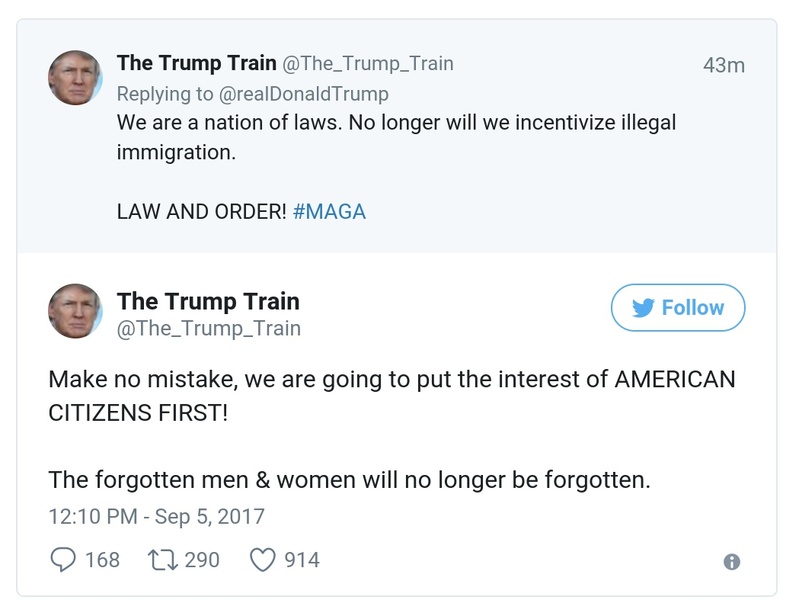 The Trump Train @The_Trump_Train 43m
Replying to @realDonaldTrump
We are a nation of laws. No longer will we incentivize illegal
immigration.
LAW AND ORDER! #MAGA
The Trump Train
@The_Trump_Train
Follow
Make no mistake, we are going to put the interest of AMERICAN
CITIZENS FIRST!
The forgotten men & women will no longer be forgotten.
12:10 PM - Sep 5, 2017
168 290 914